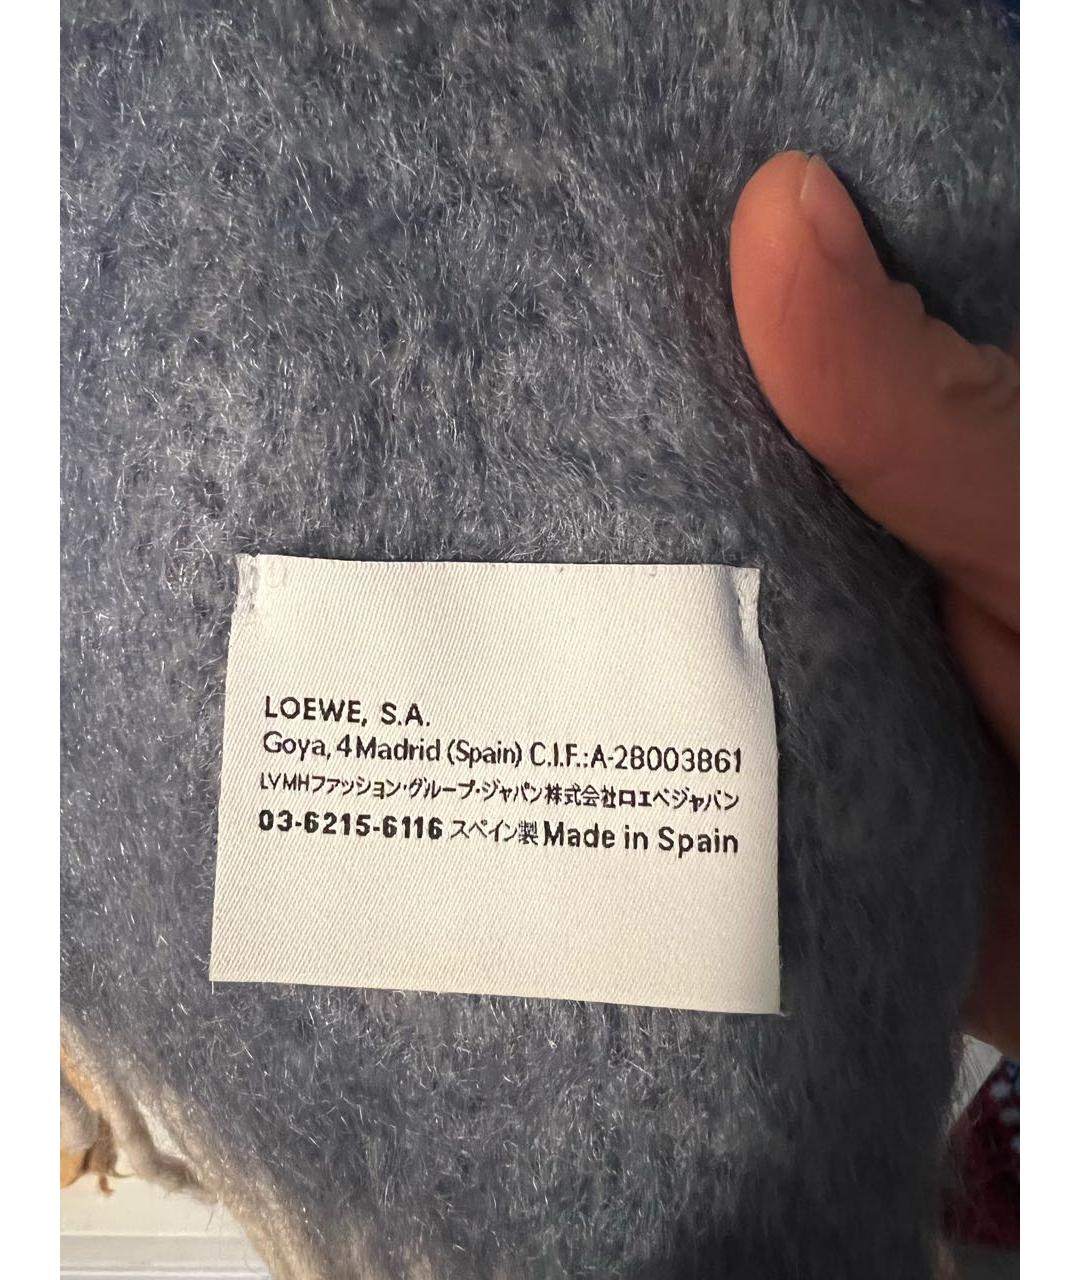 LOEWE, S.A.
Goya, 4 Madrid (Spain) C.I.F.:A-28003861
LVMHファッション・グループ・ジャパン株式会社ロエベジャパン
03-6215-6116 スペイン製 Made in Spain